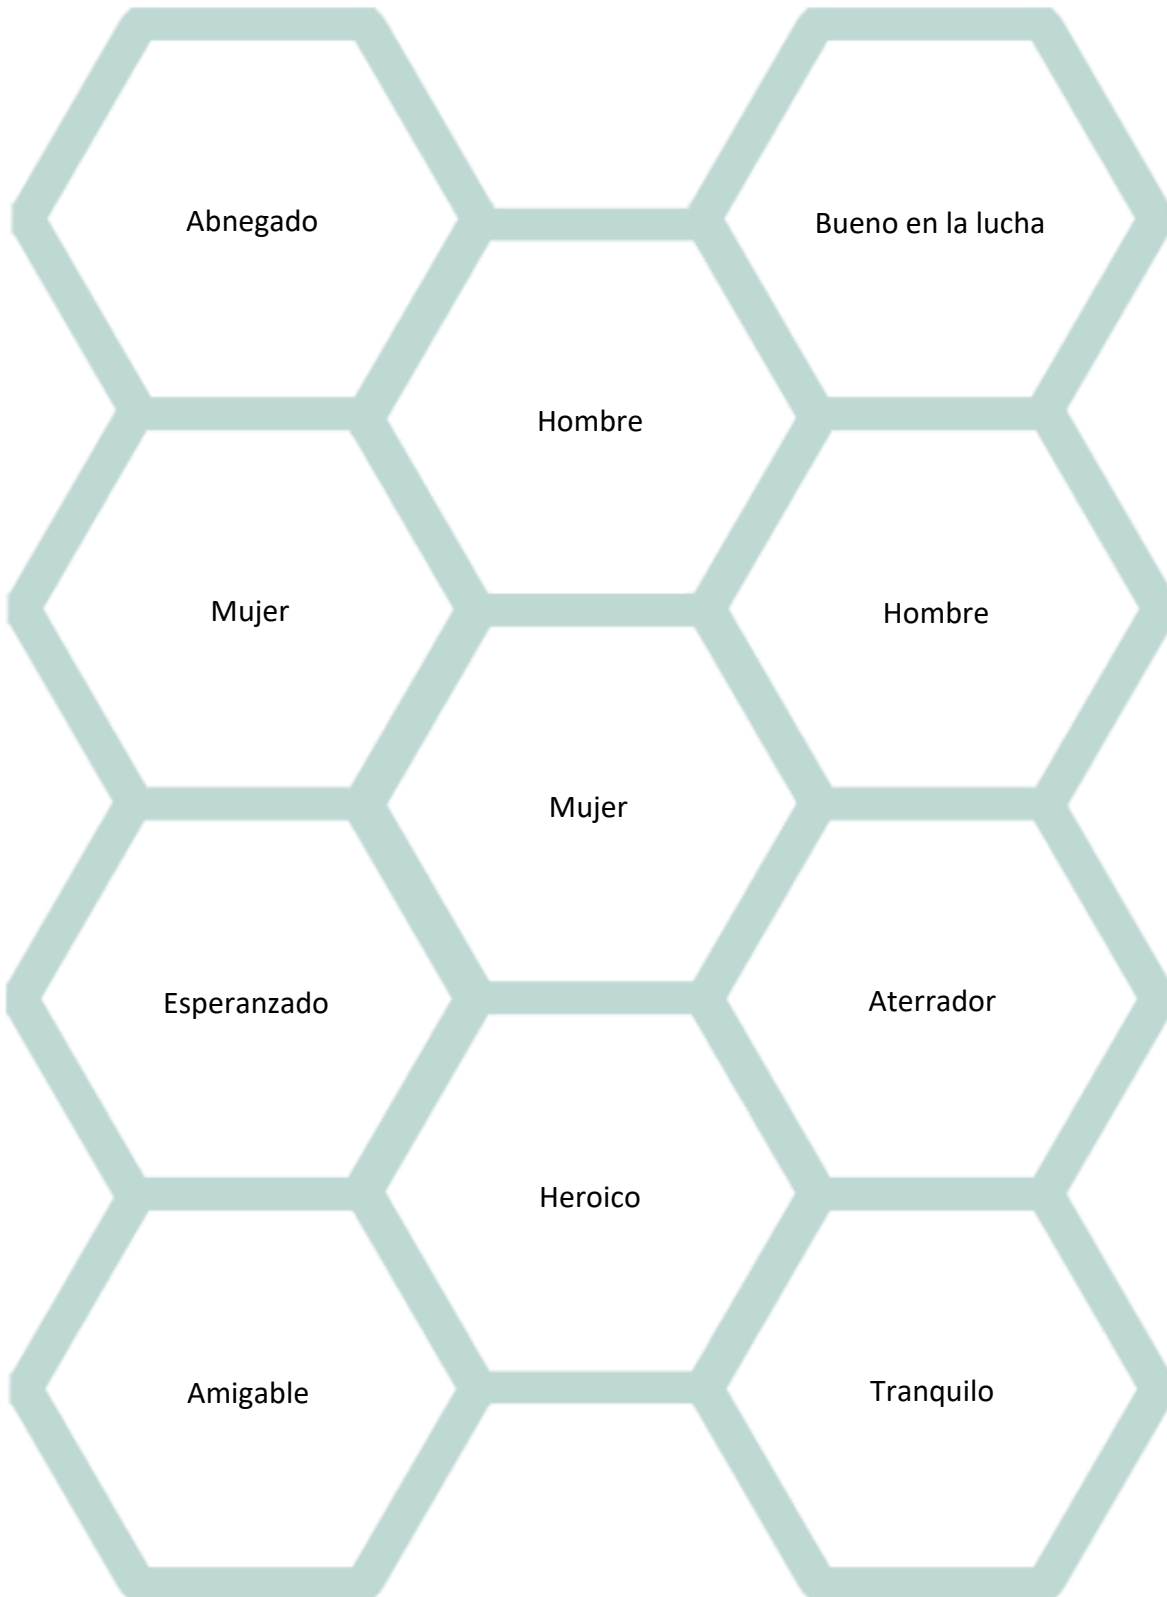 Abnegado
Bueno en la lucha
Hombre
Mujer
Hombre
Mujer
Esperanzado
Aterrador
Heroico
Amigable
Tranquilo